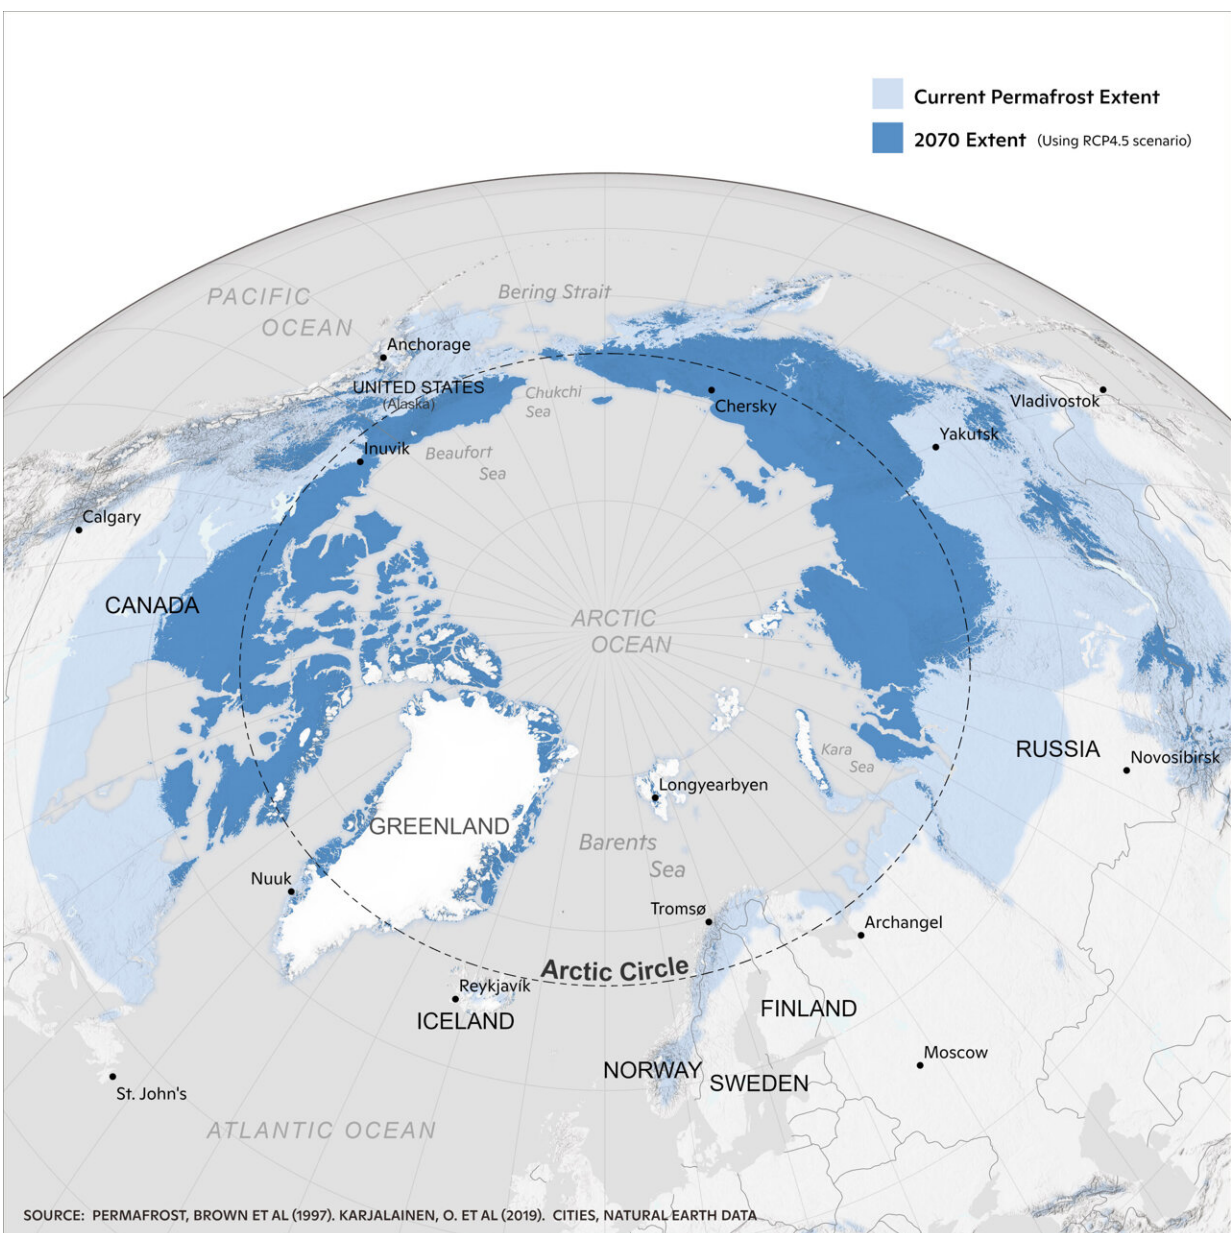 Current Permafrost Extent
2070 Extent (Using RCP4.5 scenario)
PACIFIC
OCEAN
Bering Strait
Anchorage
UNITED STATES
(Alaska)
Chukchi
Sea
Chersky
Vladivostok
Yakutsk
Inuvik
Beaufort
Sea
Calgary
CANADA
ARCTIC
OCEAN
RUSSIA
Novosibirsk
Kara
Sea
Longyearbyen
GREENLAND
Barents
Sea
Nuuk
Tromsø
Archangel
Arctic Circle
Reykjavík
ICELAND
FINLAND
Moscow
NORWAY
SWEDEN
St. John's
ATLANTIC OCEAN
SOURCE: PERMAFROST, BROWN ET AL (1997). KARJALAINEN, O. ET AL (2019). CITIES, NATURAL EARTH DATA